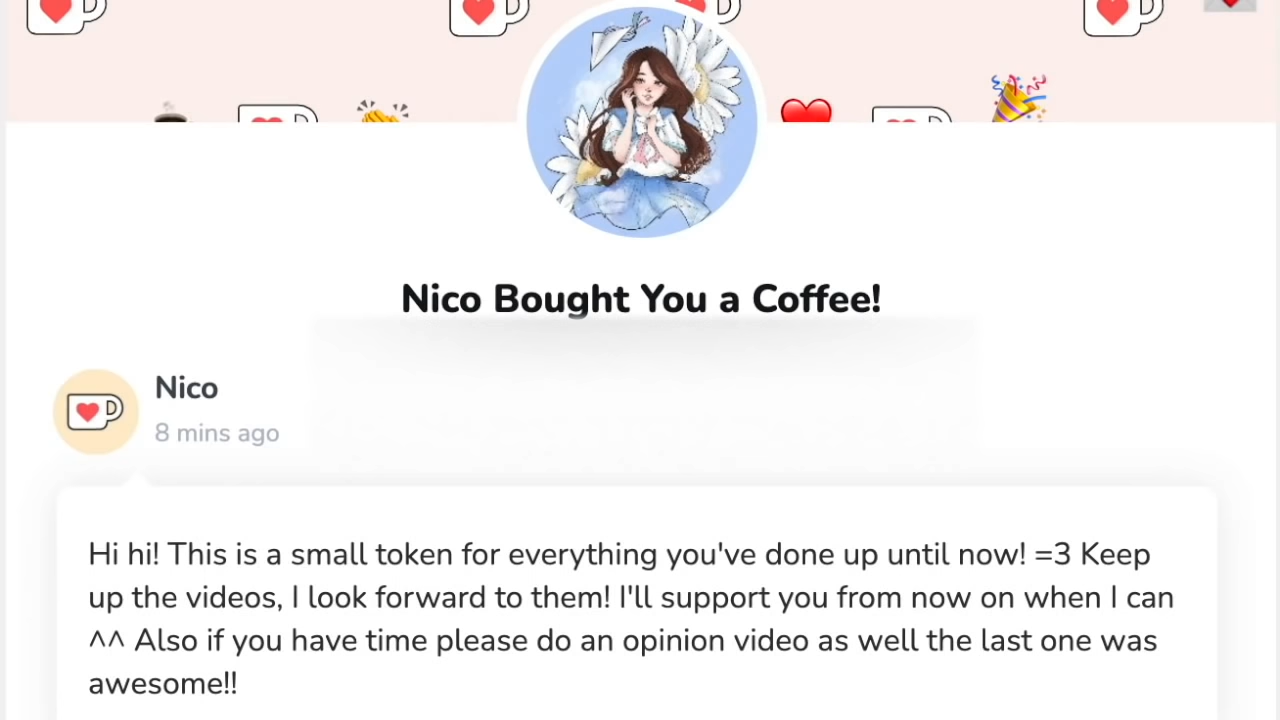 Nico Bought You a Coffee!
Nico
8 mins ago
Hi hi! This is a small token for everything you've done up until now! =3 Keep
up the videos, I look forward to them! I'll support you from now on when I can
^^ Also if you have time please do an opinion video as well the last one was
awesome!!